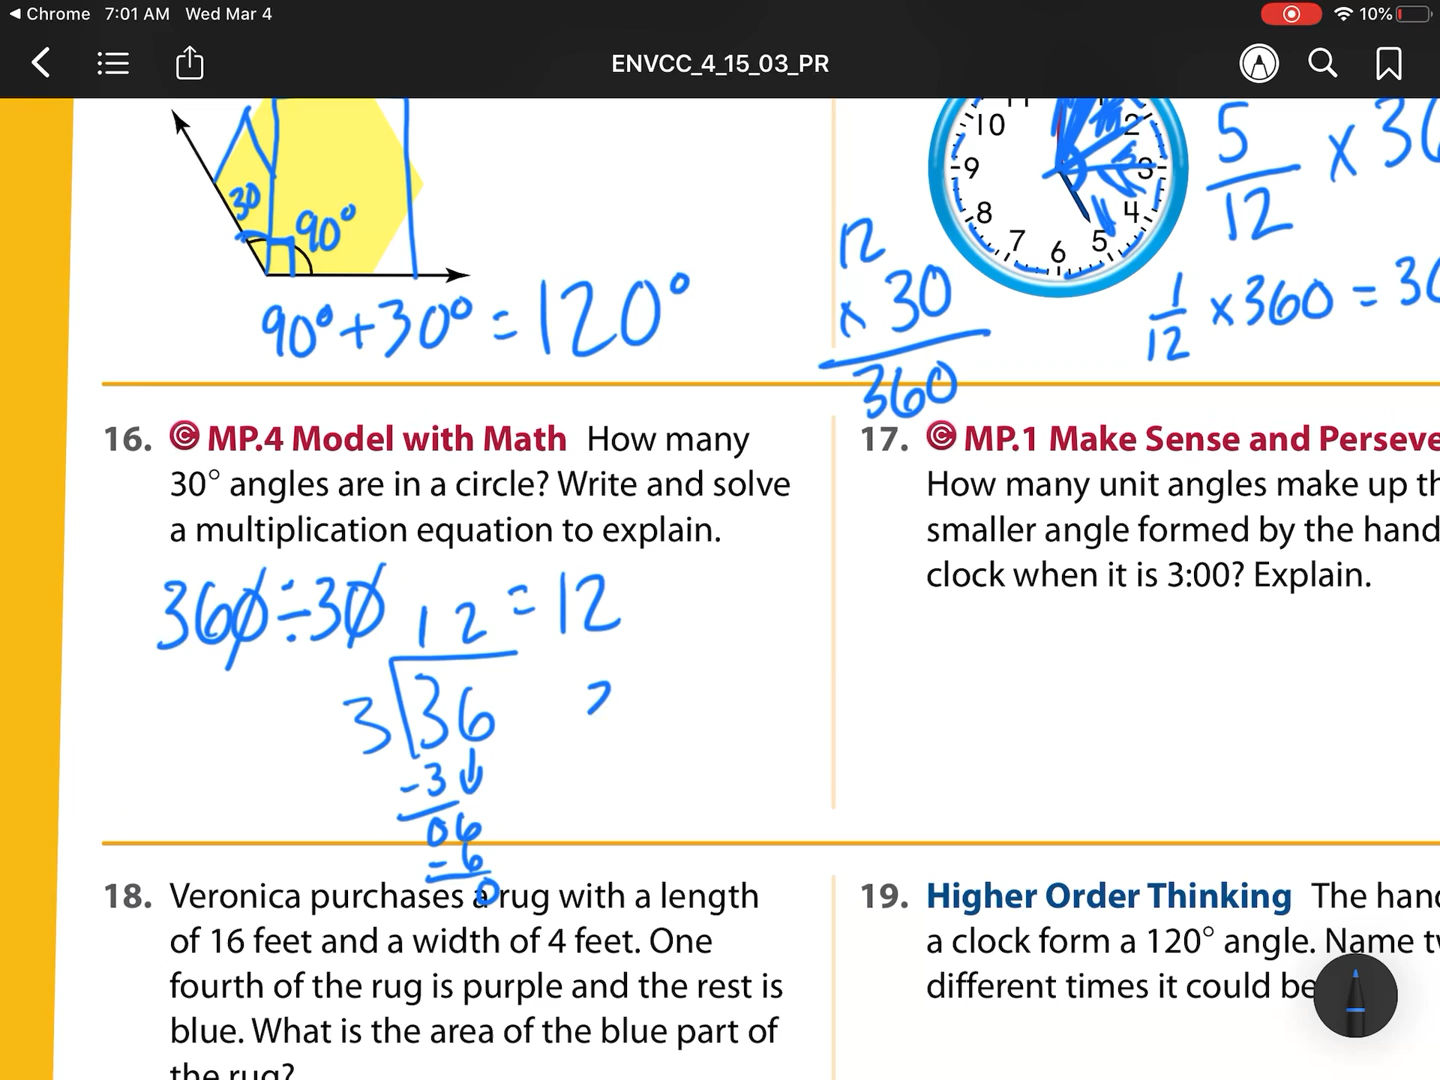 Chrome 7:01 AM Wed Mar 4
10%
ENVCC_4_15_03_PR
30
90°
90° + 30° = 120°
11
10
2
9
3
8
4
7
5
6
5/12 × 36
12
× 30
360
1/12 × 360 = 30
16. MP.4 Model with Math How many
30° angles are in a circle? Write and solve
a multiplication equation to explain.
360 ÷ 30 = 12
12
3 36
-3
06
-6
0
17. MP.1 Make Sense and Perseve
How many unit angles make up th
smaller angle formed by the hand
clock when it is 3:00? Explain.
18. Veronica purchases a rug with a length
of 16 feet and a width of 4 feet. One
fourth of the rug is purple and the rest is
blue. What is the area of the blue part of
the rug?
19. Higher Order Thinking The hand
a clock form a 120° angle. Name tw
different times it could be